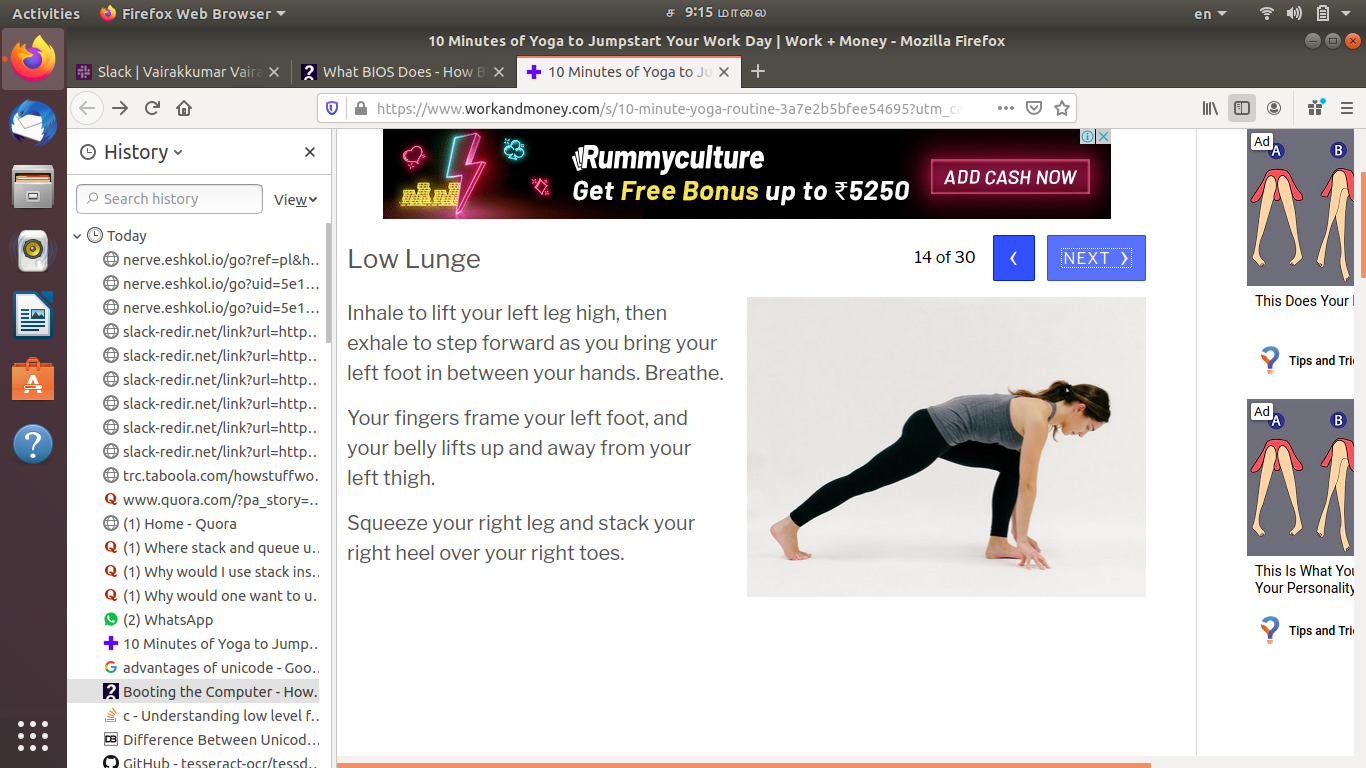 Activities
Firefox Web Browser
ச 9:15 மாலை
en
10 Minutes of Yoga to Jumpstart Your Work Day | Work + Money - Mozilla Firefox
Slack | Vairakkumar Vaira
What BIOS Does - How B
10 Minutes of Yoga to Ju
https://www.workandmoney.com/s/10-minute-yoga-routine-3a7e2b5bfee54695?utm_ca
History
Search history
View
Today
nerve.eshkol.io/go?ref=pl&h...
nerve.eshkol.io/go?uid=5e1...
nerve.eshkol.io/go?uid=5e1...
slack-redir.net/link?url=http...
slack-redir.net/link?url=http...
slack-redir.net/link?url=http...
slack-redir.net/link?url=http...
slack-redir.net/link?url=http...
slack-redir.net/link?url=http...
trc.taboola.com/howstuffwo...
www.quora.com/?pa_story=...
(1) Home - Quora
(1) Where stack and queue u...
(1) Why would I use stack ins...
(1) Why would one want to u...
(2) WhatsApp
10 Minutes of Yoga to Jump...
advantages of unicode - Goo...
Booting the Computer - How...
c - Understanding low level f...
Difference Between Unicod...
GitHub - tesseract-ocr/tessd...
Rummyculture
Get Free Bonus up to ₹5250
ADD CASH NOW
Low Lunge
14 of 30
NEXT
Inhale to lift your left leg high, then
exhale to step forward as you bring your
left foot in between your hands. Breathe.
Your fingers frame your left foot, and
your belly lifts up and away from your
left thigh.
Squeeze your right leg and stack your
right heel over your right toes.
Ad
A
B
This Does Your
Tips and Tric
Ad
A
B
This Is What You
Your Personality
Tips and Tric